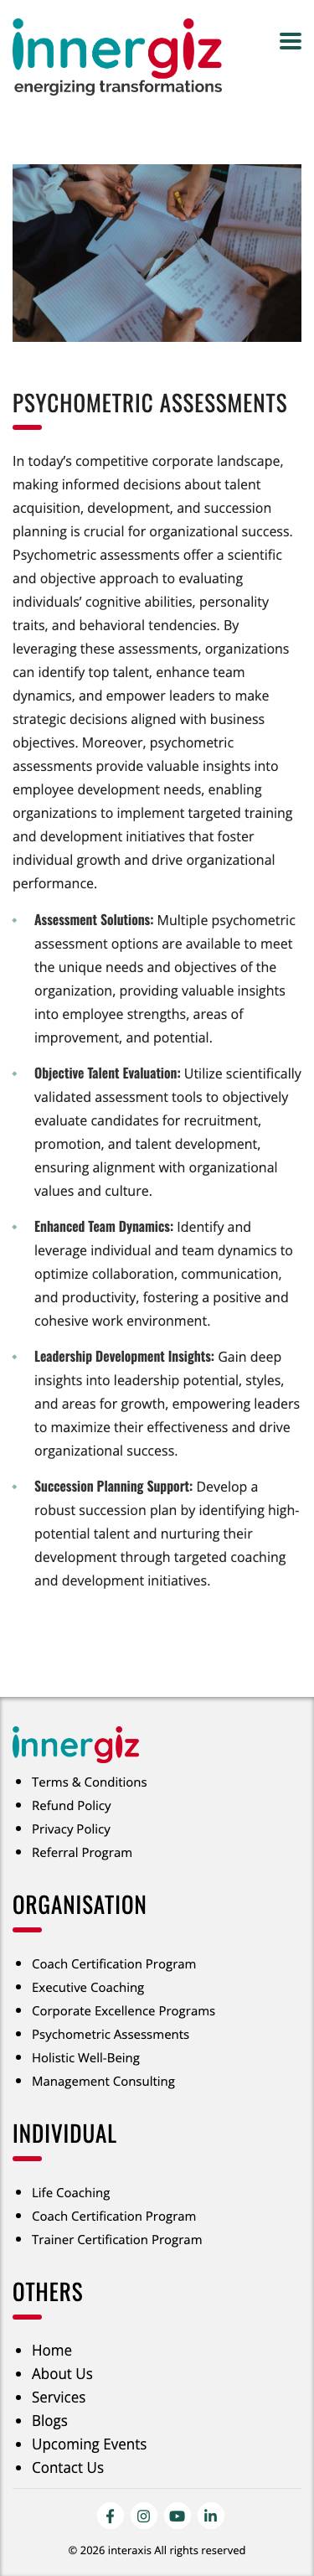 innergiz
energizing transformations
PSYCHOMETRIC ASSESSMENTS
In today’s competitive corporate landscape,
making informed decisions about talent
acquisition, development, and succession
planning is crucial for organizational success.
Psychometric assessments offer a scientific
and objective approach to evaluating
individuals’ cognitive abilities, personality
traits, and behavioral tendencies. By
leveraging these assessments, organizations
can identify top talent, enhance team
dynamics, and empower leaders to make
strategic decisions aligned with business
objectives. Moreover, psychometric
assessments provide valuable insights into
employee development needs, enabling
organizations to implement targeted training
and development initiatives that foster
individual growth and drive organizational
performance.
Assessment Solutions: Multiple psychometric
assessment options are available to meet
the unique needs and objectives of the
organization, providing valuable insights
into employee strengths, areas of
improvement, and potential.
Objective Talent Evaluation: Utilize scientifically
validated assessment tools to objectively
evaluate candidates for recruitment,
promotion, and talent development,
ensuring alignment with organizational
values and culture.
Enhanced Team Dynamics: Identify and
leverage individual and team dynamics to
optimize collaboration, communication,
and productivity, fostering a positive and
cohesive work environment.
Leadership Development Insights: Gain deep
insights into leadership potential, styles,
and areas for growth, empowering leaders
to maximize their effectiveness and drive
organizational success.
Succession Planning Support: Develop a
robust succession plan by identifying high-
potential talent and nurturing their
development through targeted coaching
and development initiatives.
innergiz
Terms & Conditions
Refund Policy
Privacy Policy
Referral Program
ORGANISATION
Coach Certification Program
Executive Coaching
Corporate Excellence Programs
Psychometric Assessments
Holistic Well-Being
Management Consulting
INDIVIDUAL
Life Coaching
Coach Certification Program
Trainer Certification Program
OTHERS
Home
About Us
Services
Blogs
Upcoming Events
Contact Us
© 2026 interaxis All rights reserved